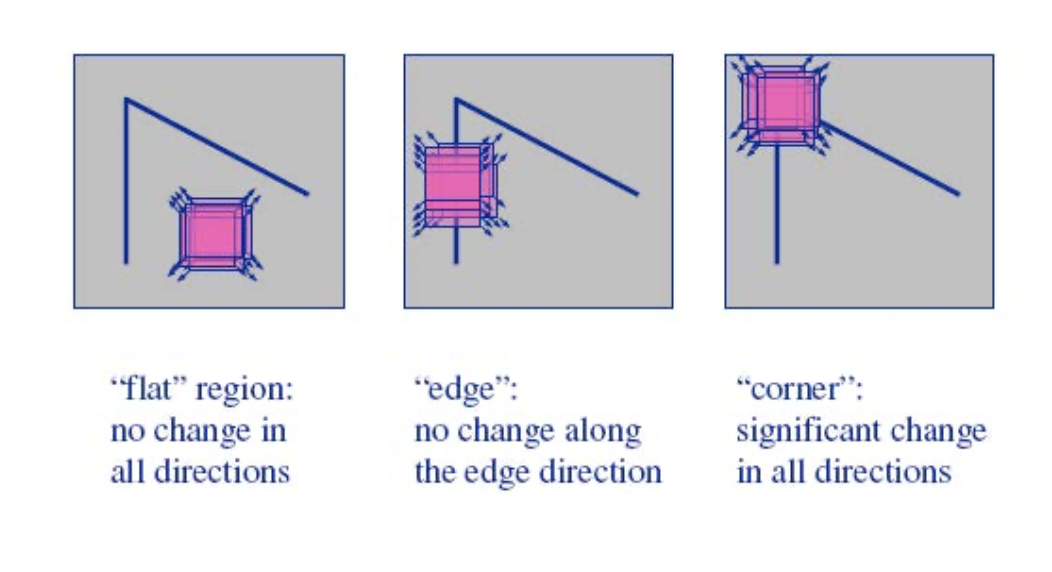 “flat” region:
no change in
all directions
“edge”:
no change along
the edge direction
“corner”:
significant change
in all directions